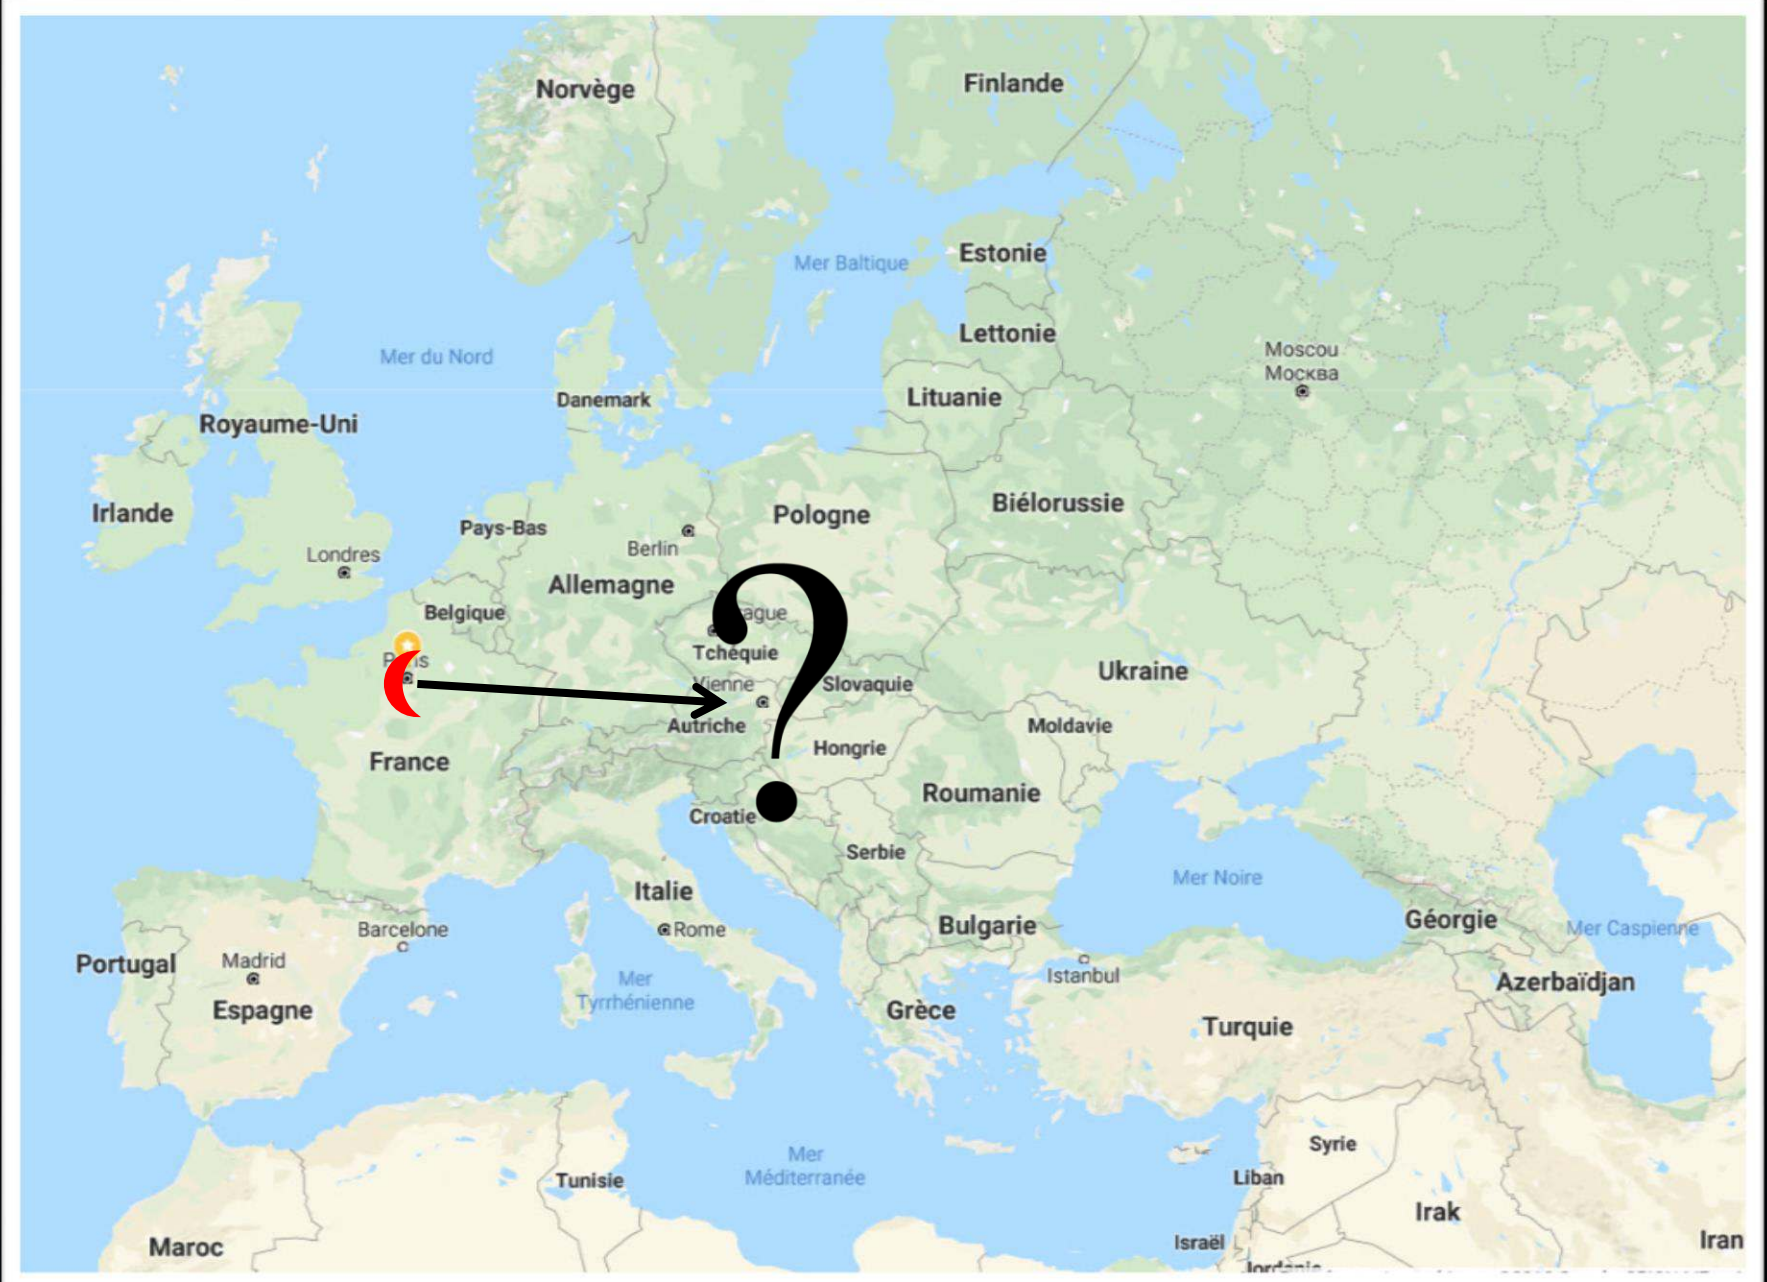 Norvège
Finlande
Estonie
Mer Baltique
Lettonie
Moscou
Москва
Mer du Nord
Danemark
Lituanie
Royaume-Uni
Irlande
Pays-Bas
Pologne
Biélorussie
Londres
Berlin
Allemagne
Belgique
?
Tchéquie
Ukraine
Vienne
Slovaquie
Autriche
Moldavie
Hongrie
France
Roumanie
Croatie
Serbie
Mer Noire
Italie
Géorgie
Bulgarie
Barcelone
Rome
Mer Caspienne
Portugal
Madrid
Istanbul
Mer
Tyrrhénienne
Azerbaïdjan
Espagne
Grèce
Turquie
Syrie
Mer
Méditerranée
Tunisie
Liban
Irak
Maroc
Israël
Iran